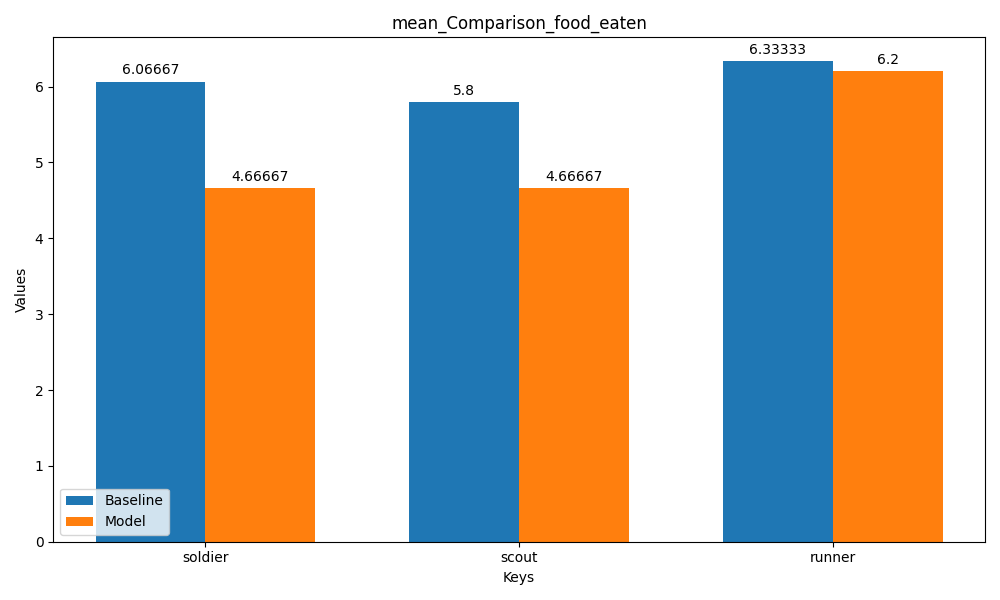 mean_Comparison_food_eaten
6.06667
4.66667
5.8
4.66667
6.33333
6.2
6
5
4
3
2
1
0
Values
Baseline
Model
soldier
scout
runner
Keys